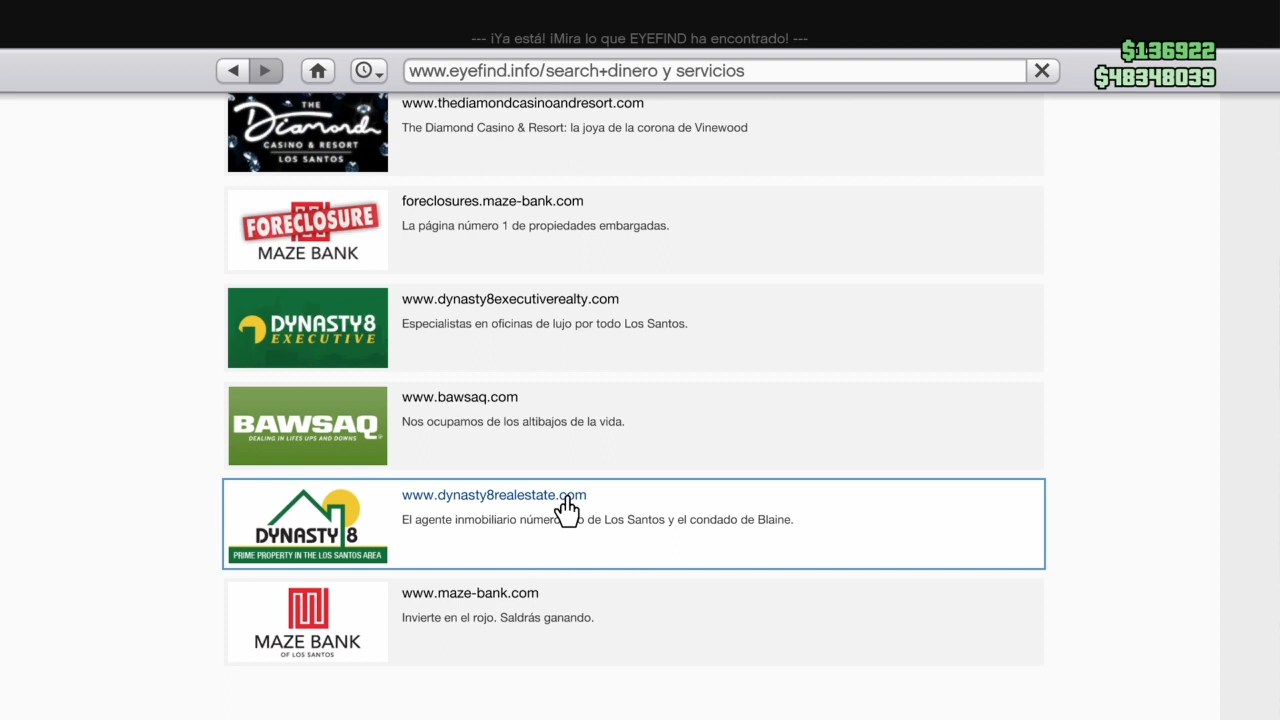 --- ¡Ya está! ¡Mira lo que EYEFIND ha encontrado! ---
$136922
www.eyefind.info/search+dinero y servicios
$48348039
THE
Diamond
CASINO & RESORT
LOS SANTOS
www.thediamondcasinoandresort.com
The Diamond Casino & Resort: la joya de la corona de Vinewood
FORECLOSURE
MAZE BANK
foreclosures.maze-bank.com
La página número 1 de propiedades embargadas.
DYNASTY8
EXECUTIVE
www.dynasty8executiverealty.com
Especialistas en oficinas de lujo por todo Los Santos.
BAWSAQ
DEALING IN LIFES UPS AND DOWNS
www.bawsaq.com
Nos ocupamos de los altibajos de la vida.
DYNASTY 8
PRIME PROPERTY IN THE LOS SANTOS AREA
www.dynasty8realestate.com
El agente inmobiliario número de Los Santos y el condado de Blaine.
MAZE BANK
OF LOS SANTOS
www.maze-bank.com
Invierte en el rojo. Saldrás ganando.